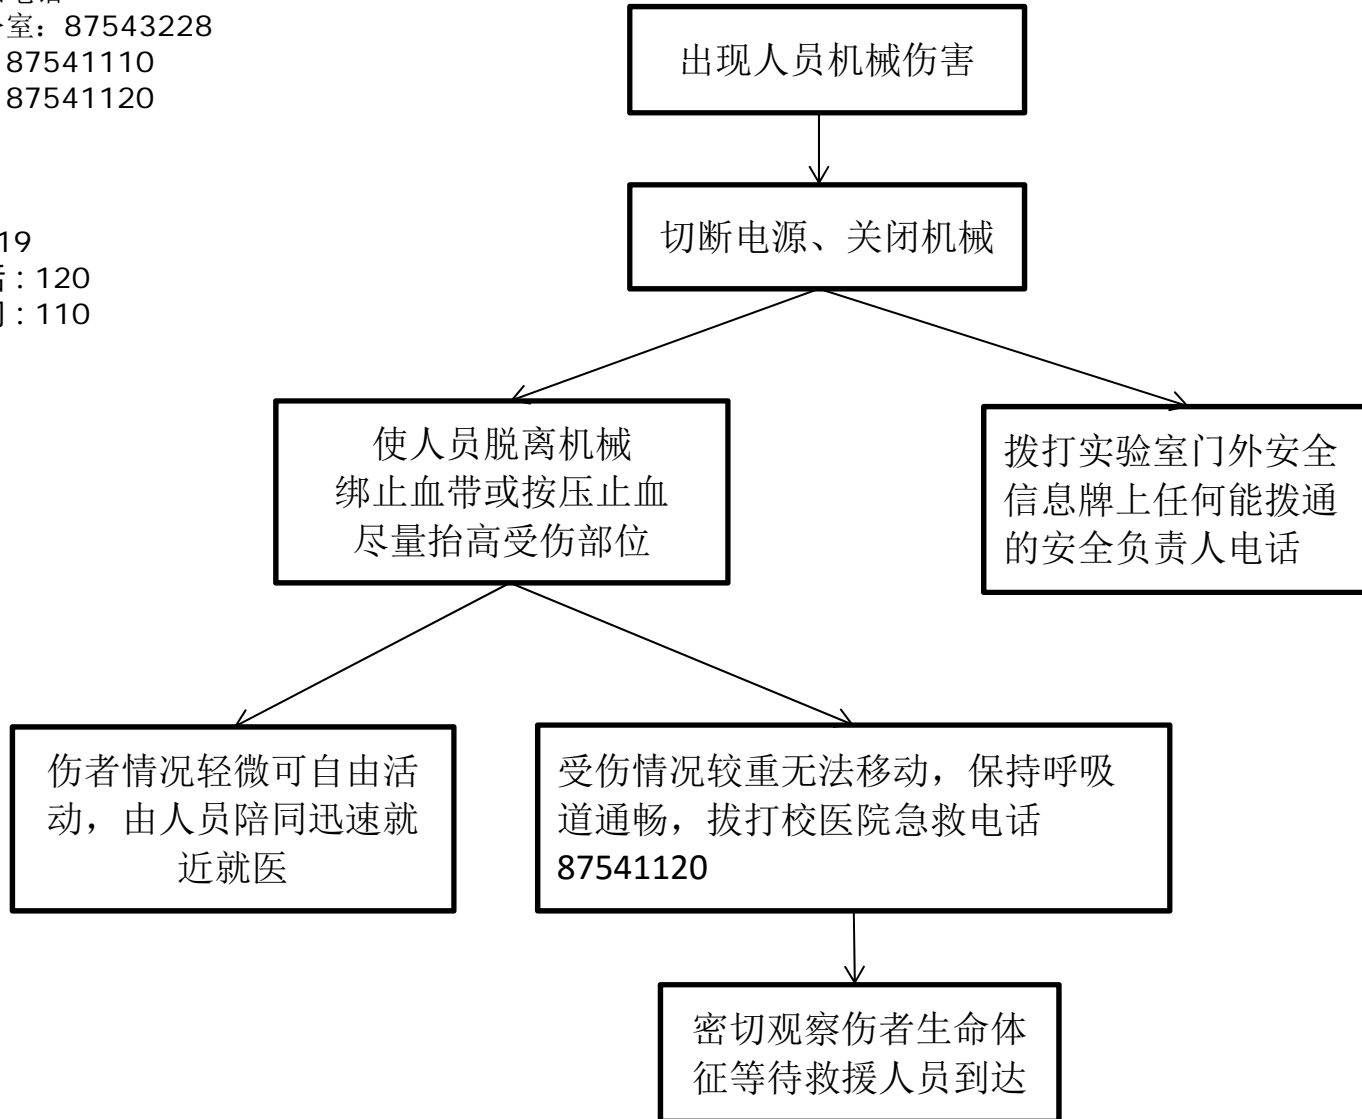 室：87543228
87541110
87541120
19
：120
：110
出现人员机械伤害
切断电源、关闭机械
使人员脱离机械
绑止血带或按压止血
尽量抬高受伤部位
拨打实验室门外安全
信息牌上任何能拨通
的安全负责人电话
伤者情况轻微可自由活
动，由人员陪同迅速就
近就医
受伤情况较重无法移动，保持呼吸
道通畅，拔打校医院急救电话
87541120
密切观察伤者生命体
征等待救援人员到达